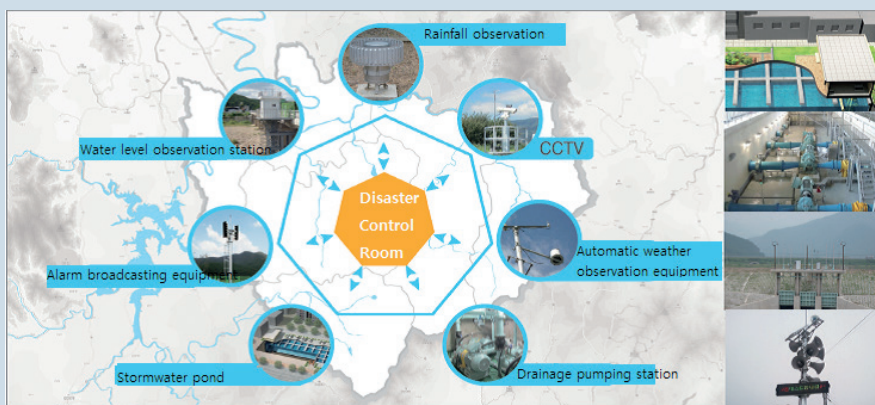 Rainfall observation
Water level observation station
CCTV
Disaster
Control
Room
Alarm broadcasting equipment
Automatic weather
observation equipment
Stormwater pond
Drainage pumping station